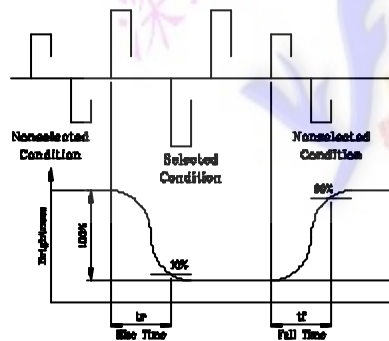 Nonselected
Condition
Selected
Condition
Nonselected
Condition
Brightness
100%
10%
90%
tr
Rise Time
tf
Fall Time